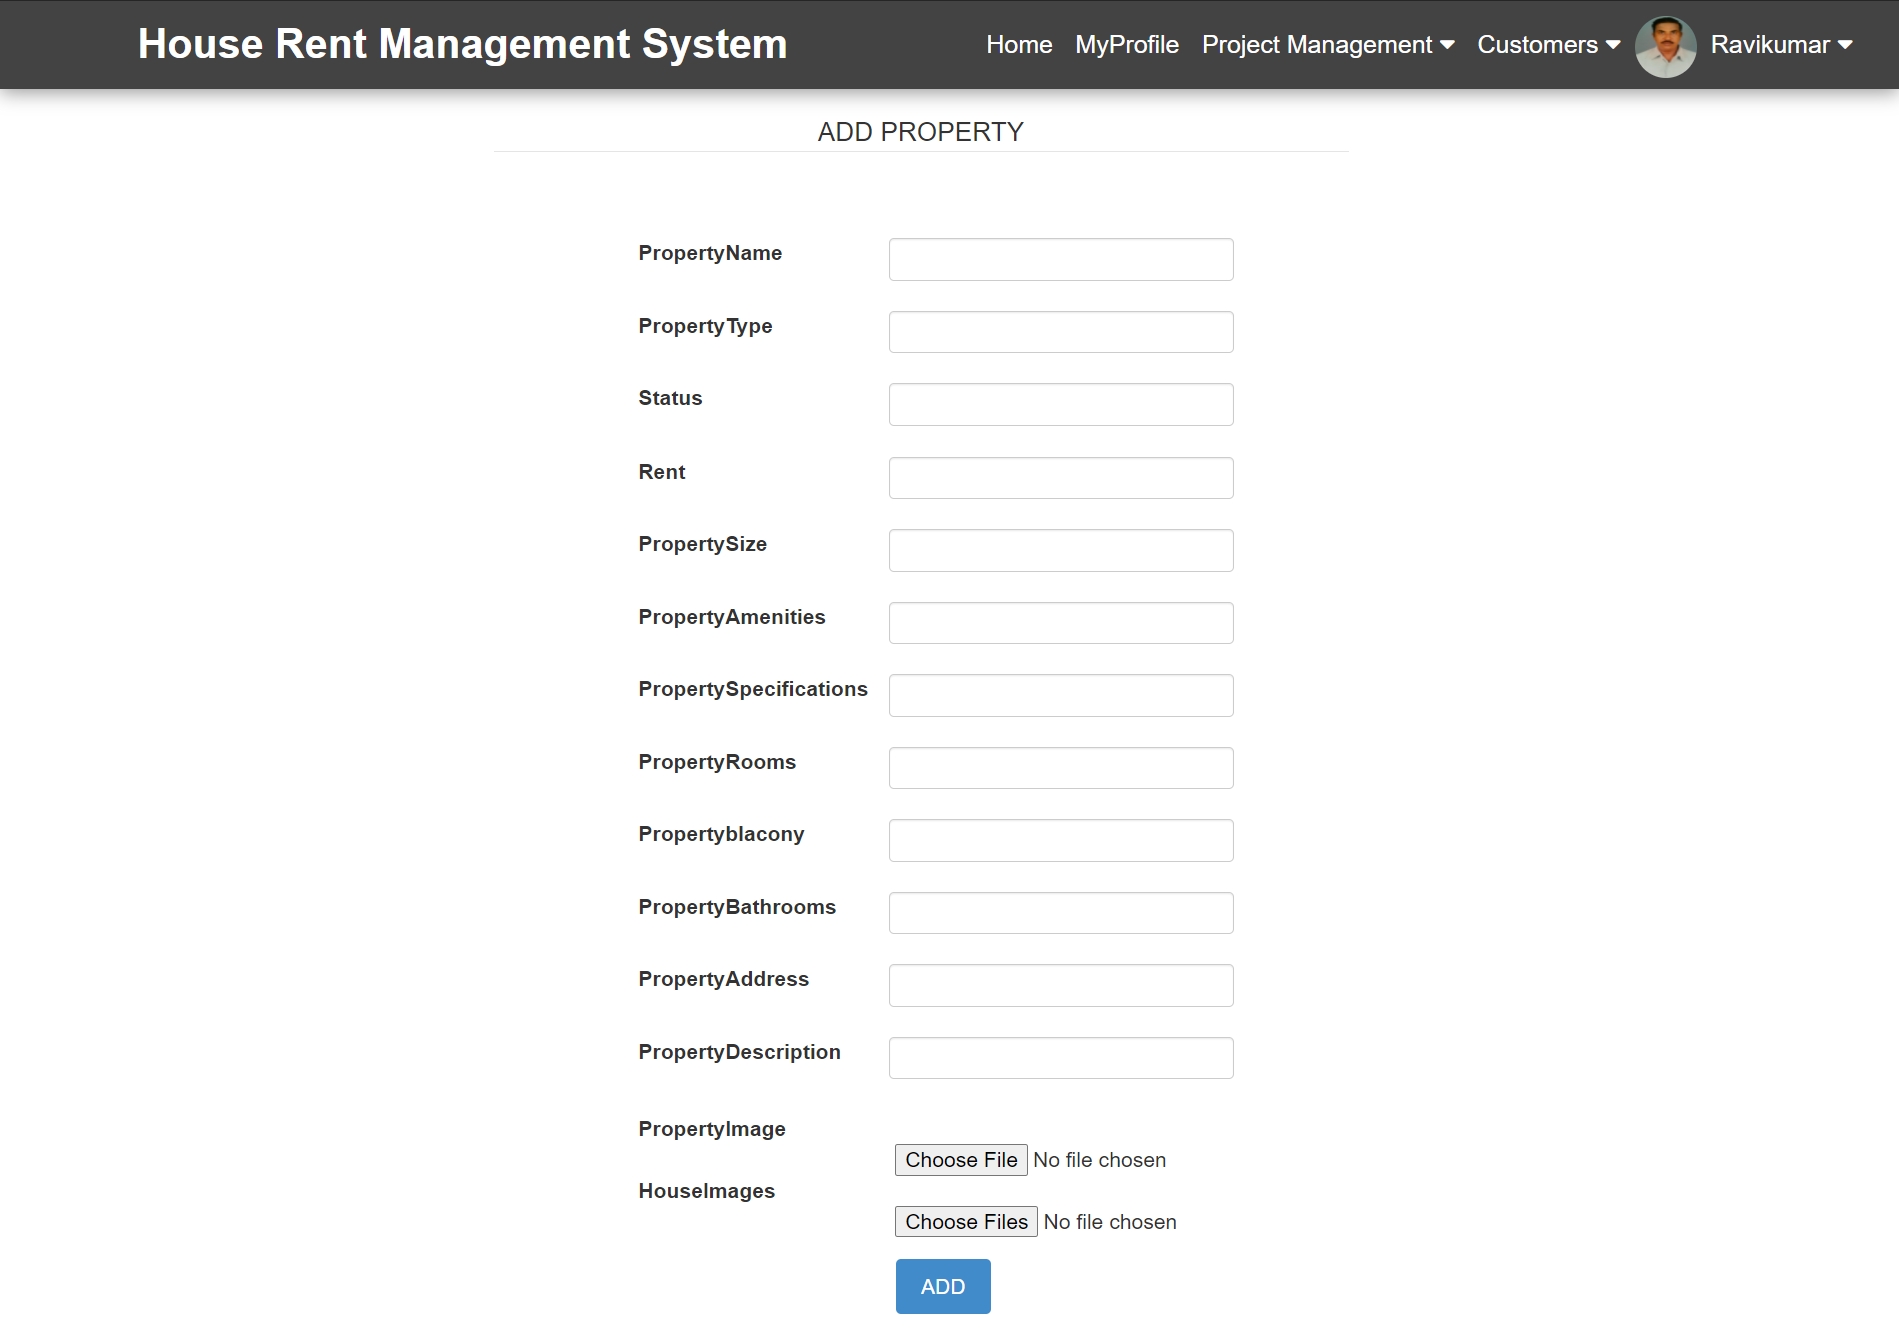 House Rent Management System Home MyProfile Project Management Customers Ravikumar
ADD PROPERTY
PropertyName
PropertyType
Status
Rent
PropertySize
PropertyAmenities
PropertySpecifications
PropertyRooms
Propertyblacony
PropertyBathrooms
PropertyAddress
PropertyDescription
PropertyImage
Choose File No file chosen
HouseImages
Choose Files No file chosen
ADD